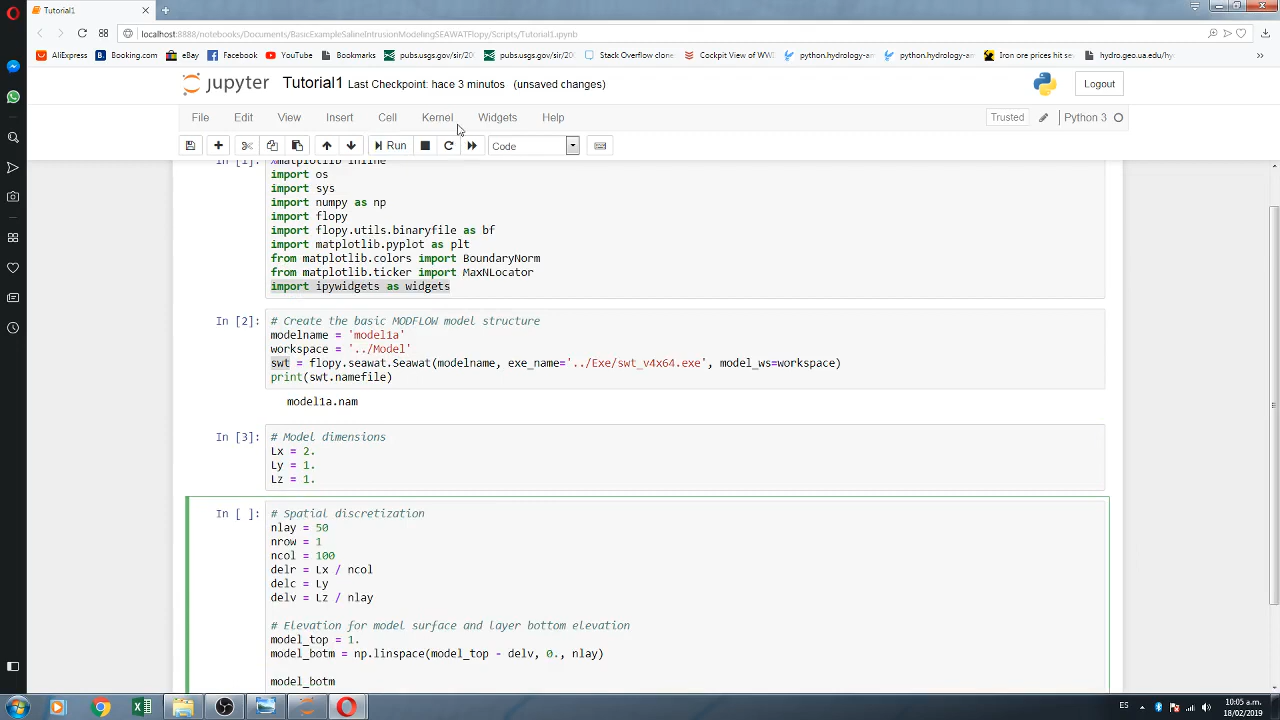 Tutorial1
localhost:8888/notebooks/Documents/BasicExampleSalineIntrusionModelingSEAWATFlopy/Scripts/Tutorial1.ipynb
AliExpress Booking.com eBay Facebook YouTube Bookmarks pubs.usgs.gov/sir/20 pubs.usgs.gov/sir/20 Stack Overflow clone Quickpix of WW python.hydrology-am python.hydrology-am Iron ore prices hit se hydro.geo.ua.edu/m
jupyter Tutorial1 Last Checkpoint: hace 3 minutos (unsaved changes) Logout
File Edit View Insert Cell Kernel Widgets Help Trusted Python 3
Run Code
In [1]: %matplotlib inline
import os
import sys
import numpy as np
import flopy
import flopy.utils.binaryfile as bf
import matplotlib.pyplot as plt
from matplotlib.colors import BoundaryNorm
from matplotlib.ticker import MaxNLocator
import ipywidgets as widgets
In [2]: # Create the basic MODFLOW model structure
modelname = 'model1a'
workspace = '../Model'
swt = flopy.seawat.Seawat(modelname, exe_name='../Exe/swt_v4x64.exe', model_ws=workspace)
print(swt.namefile)
model1a.nam
In [3]: # Model dimensions
Lx = 2.
Ly = 1.
Lz = 1.
In [ ]: # Spatial discretization
nlay = 50
nrow = 1
ncol = 100
delr = Lx / ncol
delc = Ly
delv = Lz / nlay
# Elevation for model surface and layer bottom elevation
model_top = 1.
model_botm = np.linspace(model_top - delv, 0., nlay)
model_botm
ES 10:05 a.m.
18/02/2019